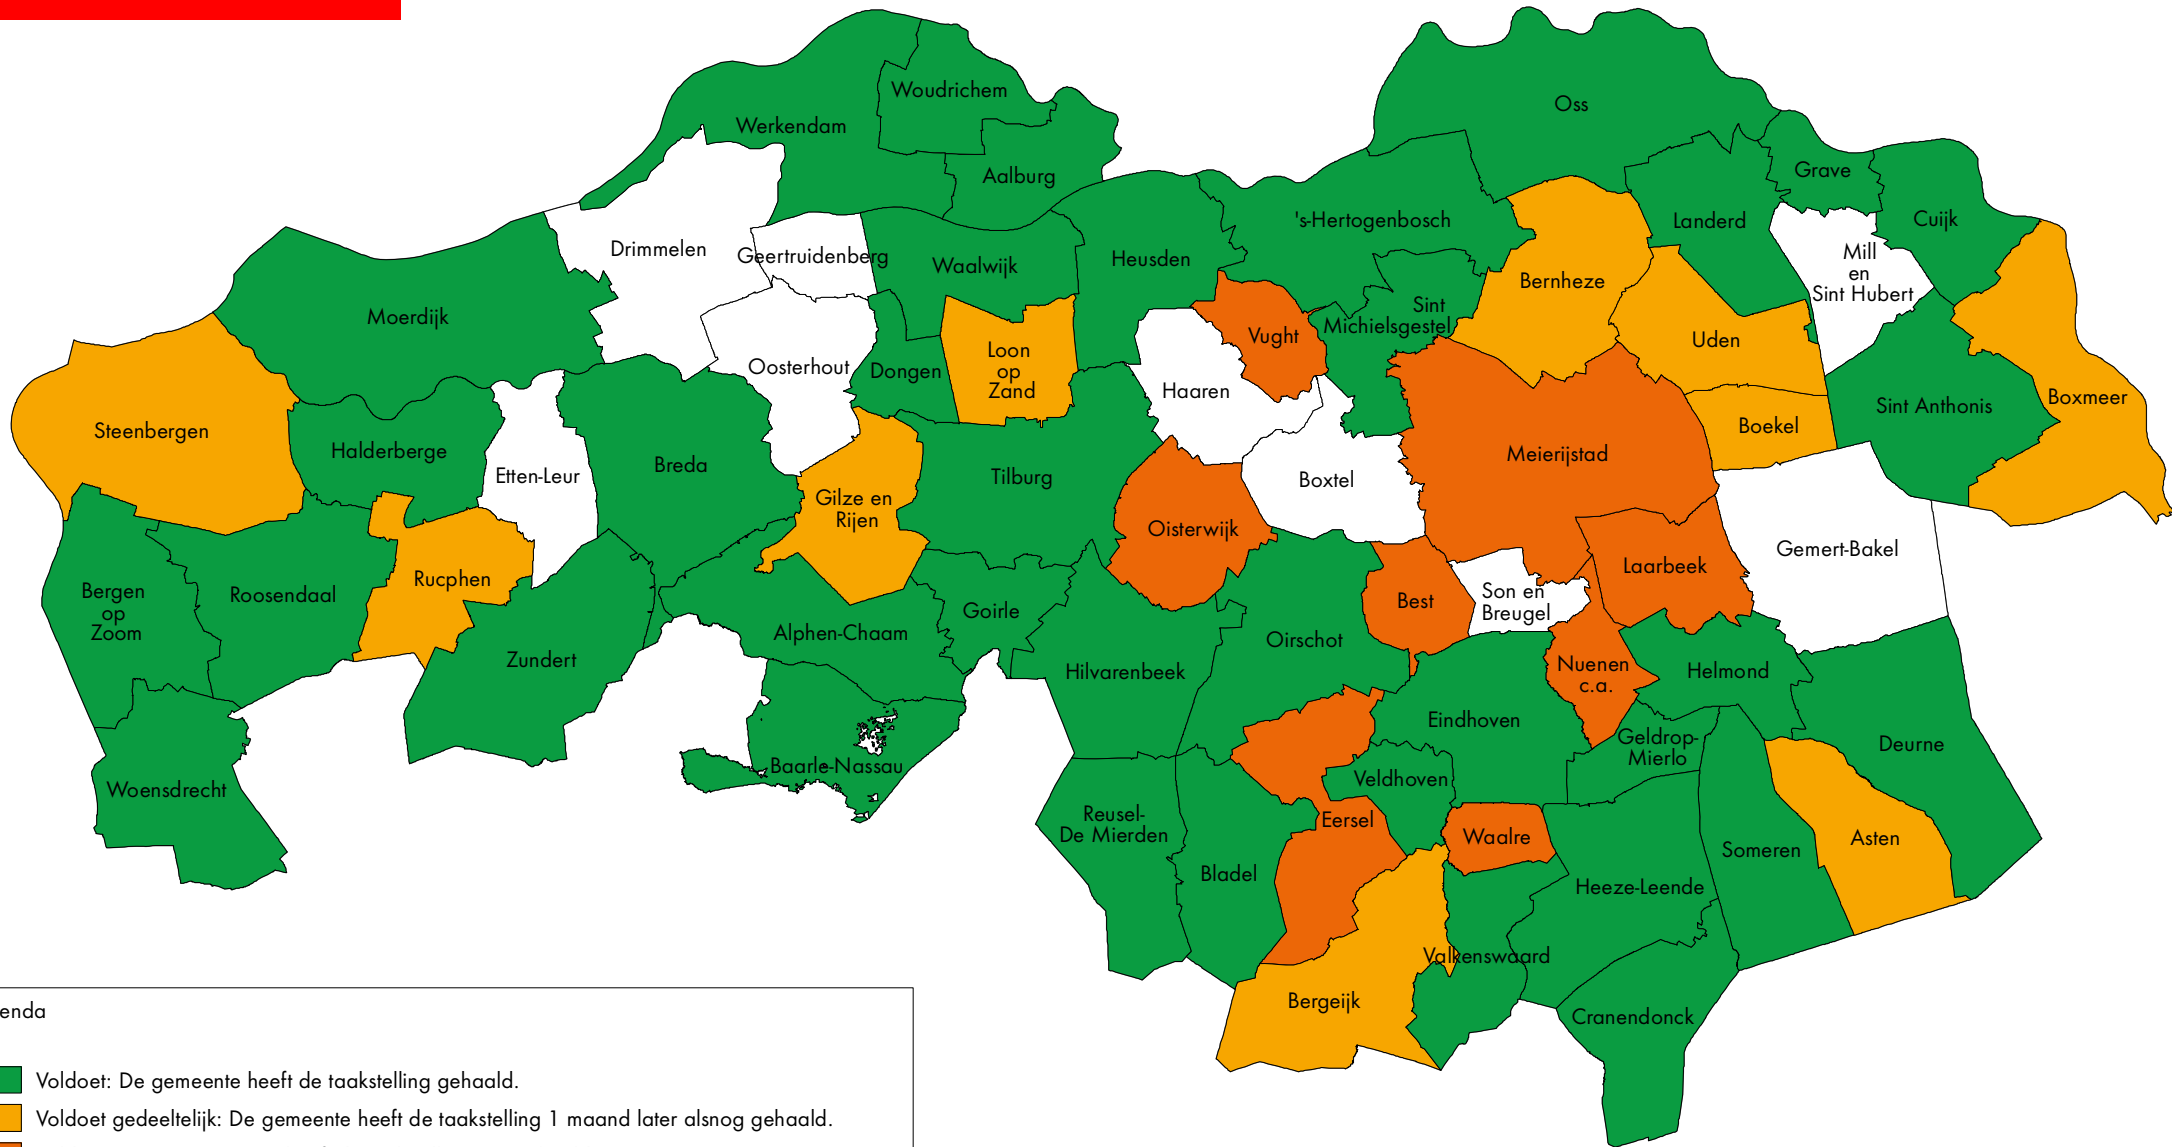 Woudrichem
Oss
Werkendam
Aalburg
Grave
's-Hertogenbosch
Landerd
Cuijk
Drimmelen
Geertruidenberg
Waalwijk
Heusden
Mill
en
Sint Hubert
Bernheze
Moerdijk
Sint
Michielsgestel
Vught
Uden
Loon
op
Zand
Oosterhout
Dongen
Haaren
Boxmeer
Sint Anthonis
Steenbergen
Boekel
Halderberge
Meierijstad
Breda
Etten-Leur
Tilburg
Boxtel
Gilze en
Rijen
Oisterwijk
Gemert-Bakel
Rucphen
Laarbeek
Bergen
op
Zoom
Roosendaal
Son en
Breugel
Best
Goirle
Alphen-Chaam
Oirschot
Zundert
Hilvarenbeek
Nuenen
c.a.
Helmond
Eindhoven
Geldrop-
Mierlo
Deurne
Baarle-Nassau
Veldhoven
Woensdrecht
Reusel-
De Mierden
Eersel
Waalre
Asten
Someren
Bladel
Heeze-Leende
Valkenswaard
Bergeijk
Cranendonck
enda
Voldoet: De gemeente heeft de taakstelling gehaald.
Voldoet gedeeltelijk: De gemeente heeft de taakstelling 1 maand later alsnog gehaald.